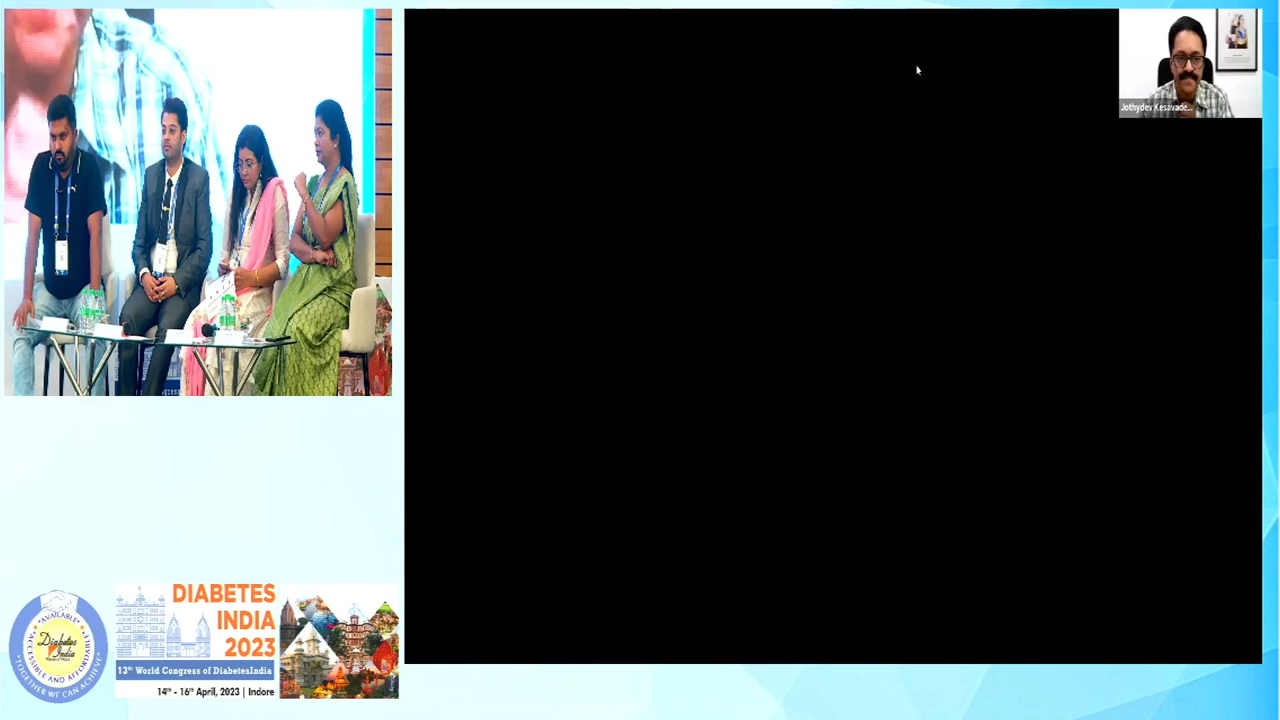 Jothydev Kesavade...
AVAILABLE
ACCESSIBLE AND AFFORDABLE
TOGETHER WE CAN ACHIEVE
Diabetes
India
DIABETES
INDIA
2023
13th World Congress of DiabetesIndia
14th - 16th April, 2023 | Indore